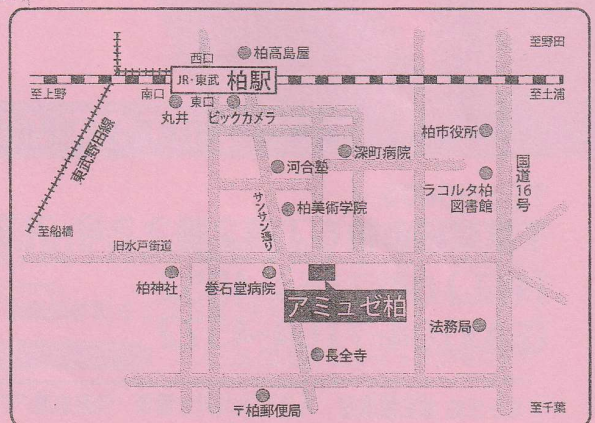 至野田
西口
柏高島屋
JR・東武 柏駅
至上野
南口
東口
至土浦
丸井
ビックカメラ
柏市役所
東武野田線
深町病院
河合塾
国道16号
ラコルタ柏
図書館
サンサン通り
柏美術学院
至船橋
旧水戸街道
柏神社
巻石堂病院
アミュゼ柏
法務局
長全寺
〒柏郵便局
至千葉